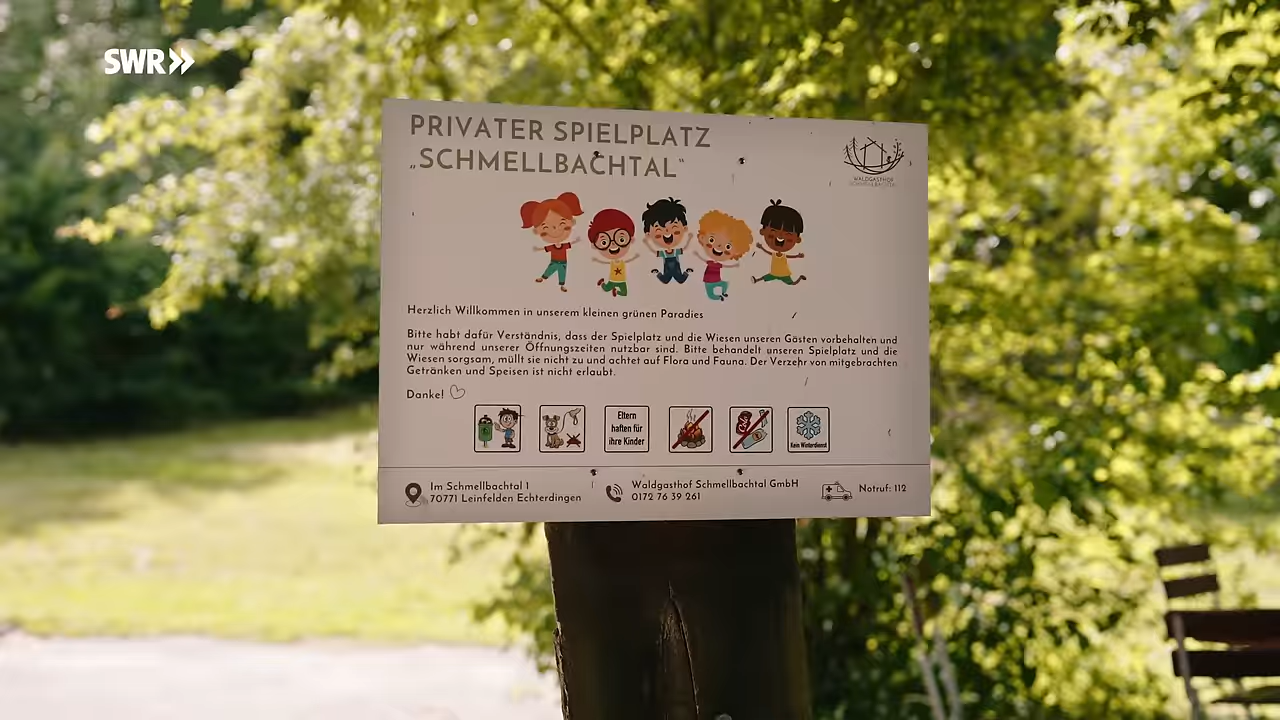 SWR
PRIVATER SPIELPLATZ
„SCHMELLBACHTAL“
WALDGASTHOF
SCHMELLBACHTAL
Herzlich Willkommen in unserem kleinen grünen Paradies
Bitte habt dafür Verständnis, dass der Spielplatz und die Wiesen unseren Gästen vorbehalten und
nur während unserer Öffnungszeiten nutzbar sind. Bitte behandelt unseren Spielplatz und die
Wiesen sorgsam, müllt sie nicht zu und achtet auf Flora und Fauna. Der Verzehr von mitgebrachten
Getränken und Speisen ist nicht erlaubt.
Danke!
Eltern
haften für
ihre Kinder
Kein Winterdienst
Im Schmellbachtal 1
70771 Leinfelden Echterdingen
Waldgasthof Schmellbachtal GmbH
0172 76 39 261
Notruf: 112